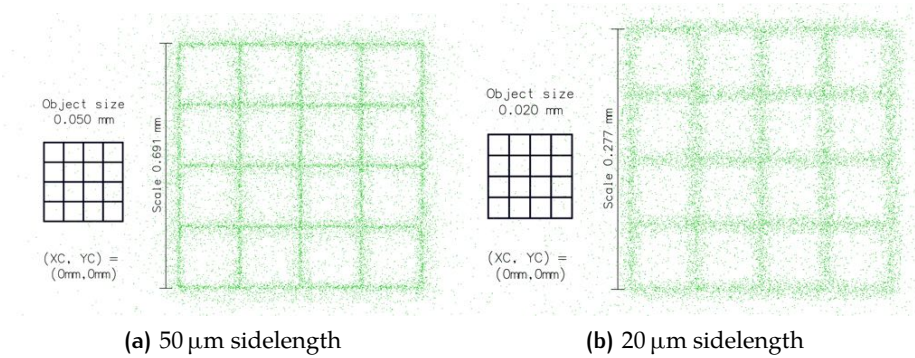 Object size
0.050 mm
(XC, YC) =
(0mm,0mm)
Scale 0.691 mm
Object size
0.020 mm
(XC, YC) =
(0mm,0mm)
Scale 0.277 mm
(a) 50 µm sidelength
(b) 20 µm sidelength